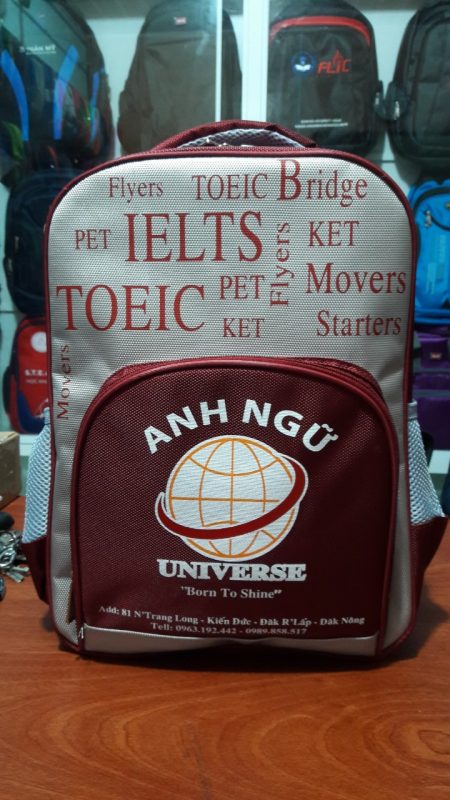 FLIC
Flyers TOEIC Bridge
PET IELTS Flyers KET
TOEIC PET Movers
KET Starters
Movers
ANH NGỮ
UNIVERSE
"Born To Shine"
Add: 81 N'Trang Long - Kiến Đức - Đăk R'Lấp - Đăk Nông
Tell: 0963.192.442 - 0989.858.517